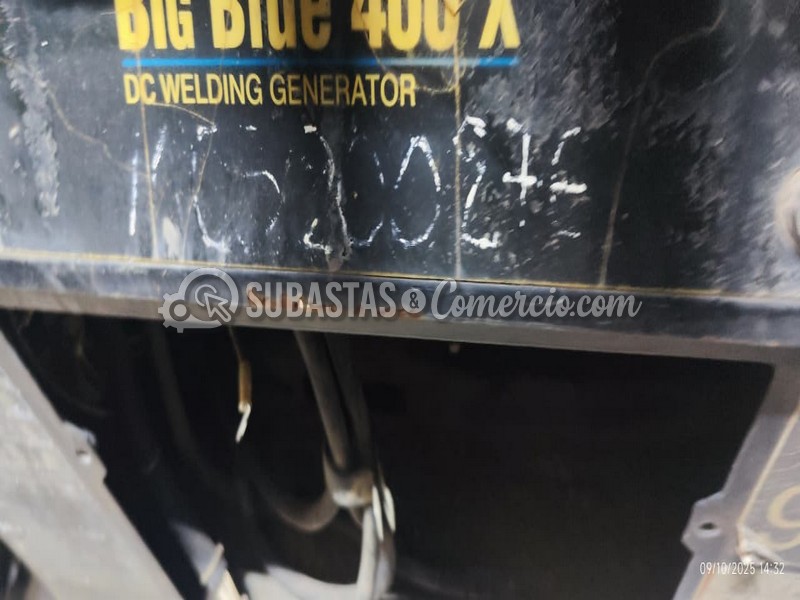 BIG Blue 400 X
DC WELDING GENERATOR
SUBASTAS & Comercio.com
09/10/2025 14:32